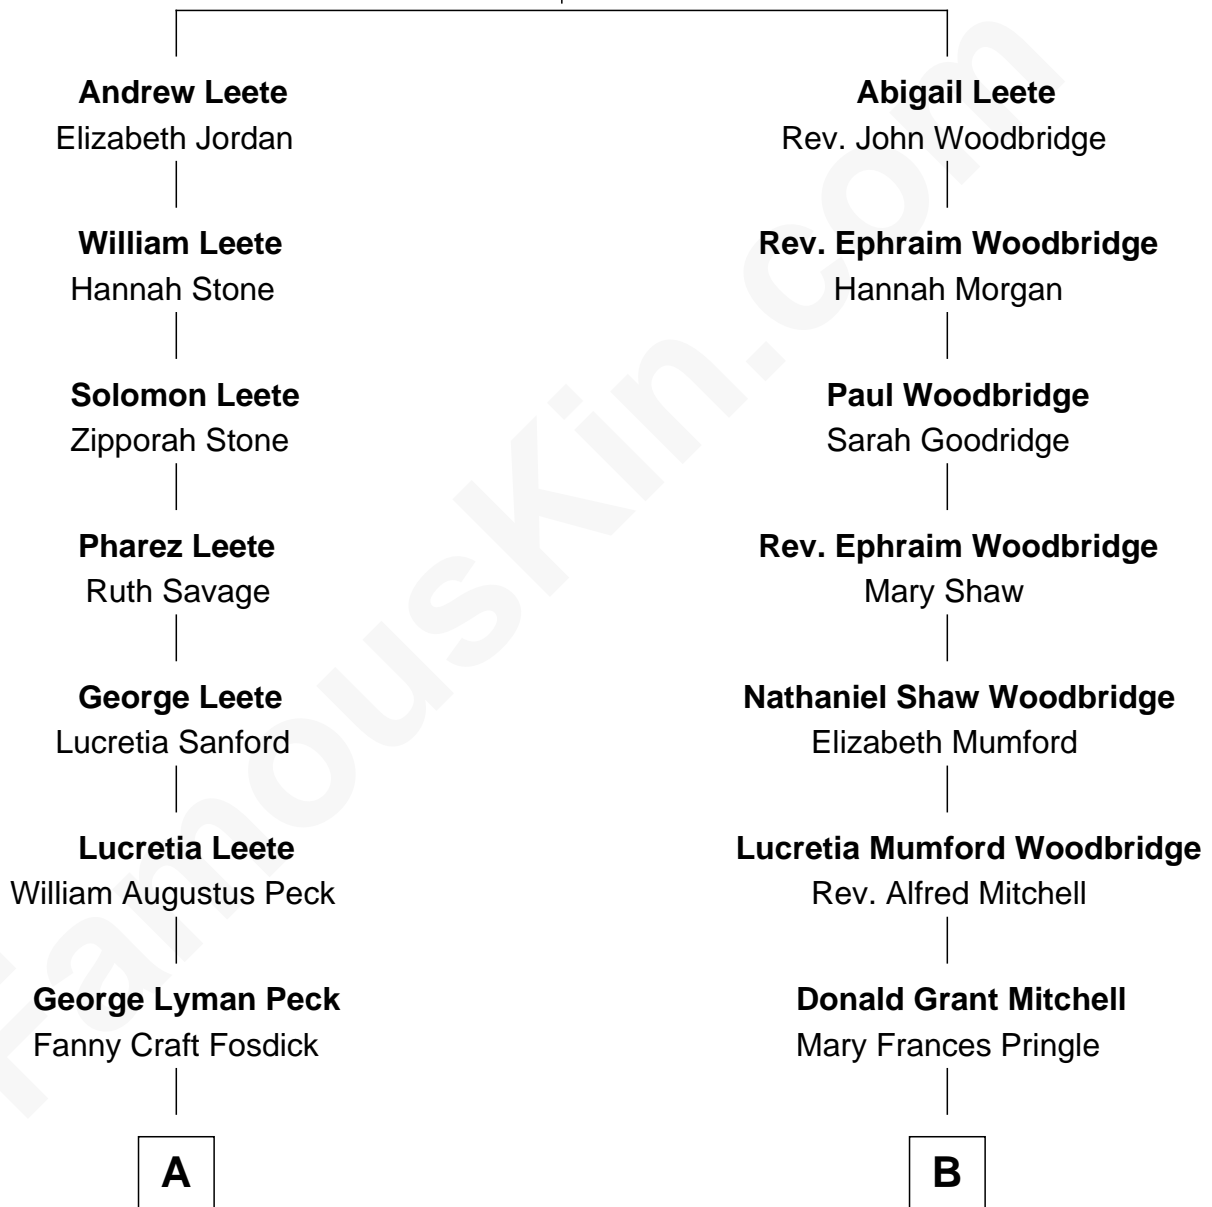 Andrew Leete
Elizabeth Jordan
William Leete
Hannah Stone
Solomon Leete
Zipporah Stone
Pharez Leete
Ruth Savage
George Leete
Lucretia Sanford
Lucretia Leete
William Augustus Peck
George Lyman Peck
Fanny Craft Fosdick
A
Abigail Leete
Rev. John Woodbridge
Rev. Ephraim Woodbridge
Hannah Morgan
Paul Woodbridge
Sarah Goodridge
Rev. Ephraim Woodbridge
Mary Shaw
Nathaniel Shaw Woodbridge
Elizabeth Mumford
Lucretia Mumford Woodbridge
Rev. Alfred Mitchell
Donald Grant Mitchell
Mary Frances Pringle
B
FamousKin.com